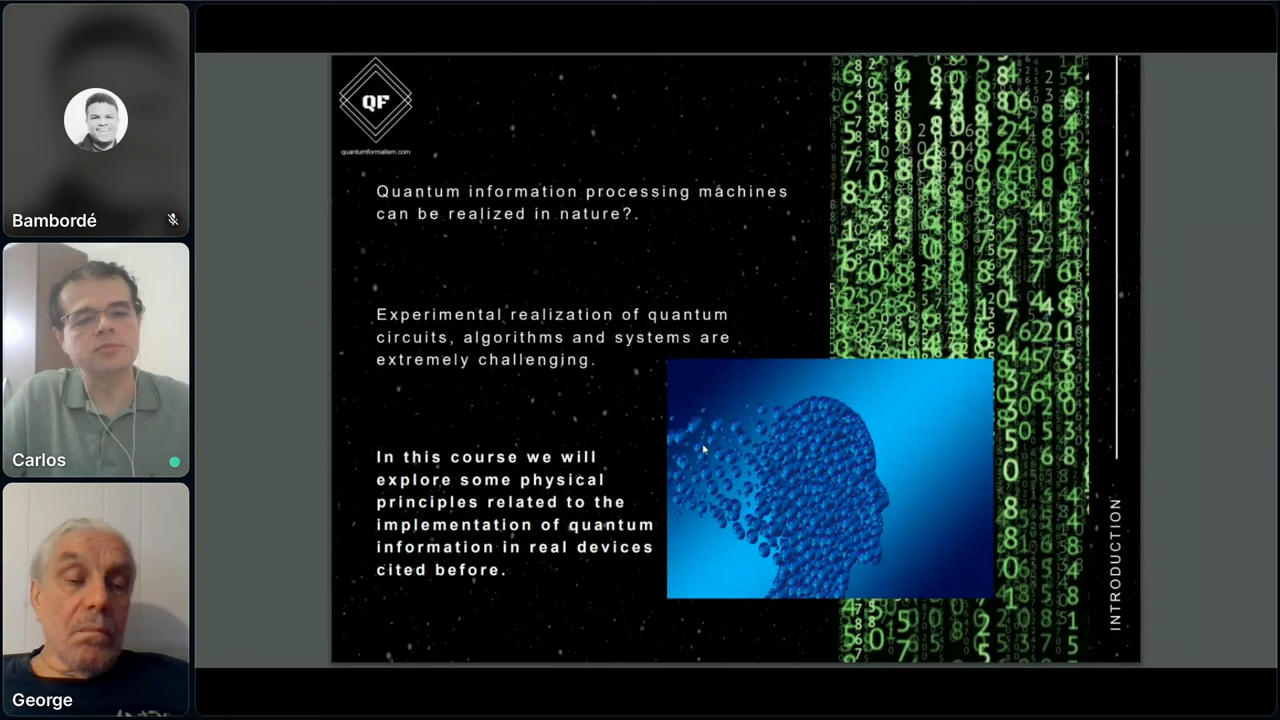 QF
quantumformalism.com
Quantum information processing machines
can be realized in nature?.
Experimental realization of quantum
circuits, algorithms and systems are
extremely challenging.
In this course we will
explore some physical
principles related to the
implementation of quantum
information in real devices
cited before.
INTRODUCTION
Bambordé
Carlos
George